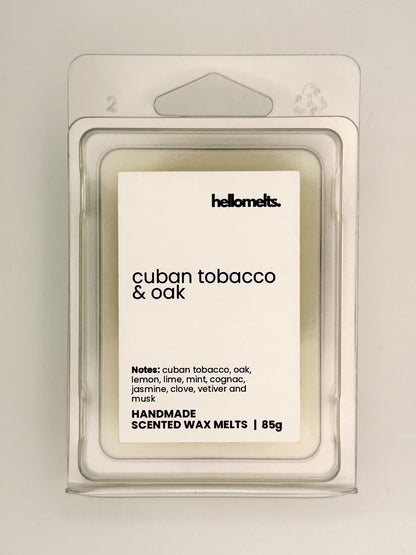 2
hellomelts.
cuban tobacco
& oak
Notes: cuban tobacco, oak,
lemon, lime, mint, cognac,
jasmine, clove, vetiver and
musk
HANDMADE
SCENTED WAX MELTS | 85g